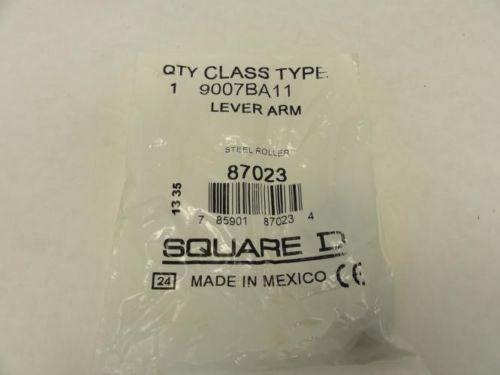 QTY CLASS TYPE
1 9007BA11
LEVER ARM
STEEL ROLLER
87023
13 35
7 85901 87023 4
SQUARE D
24 MADE IN MEXICO CE